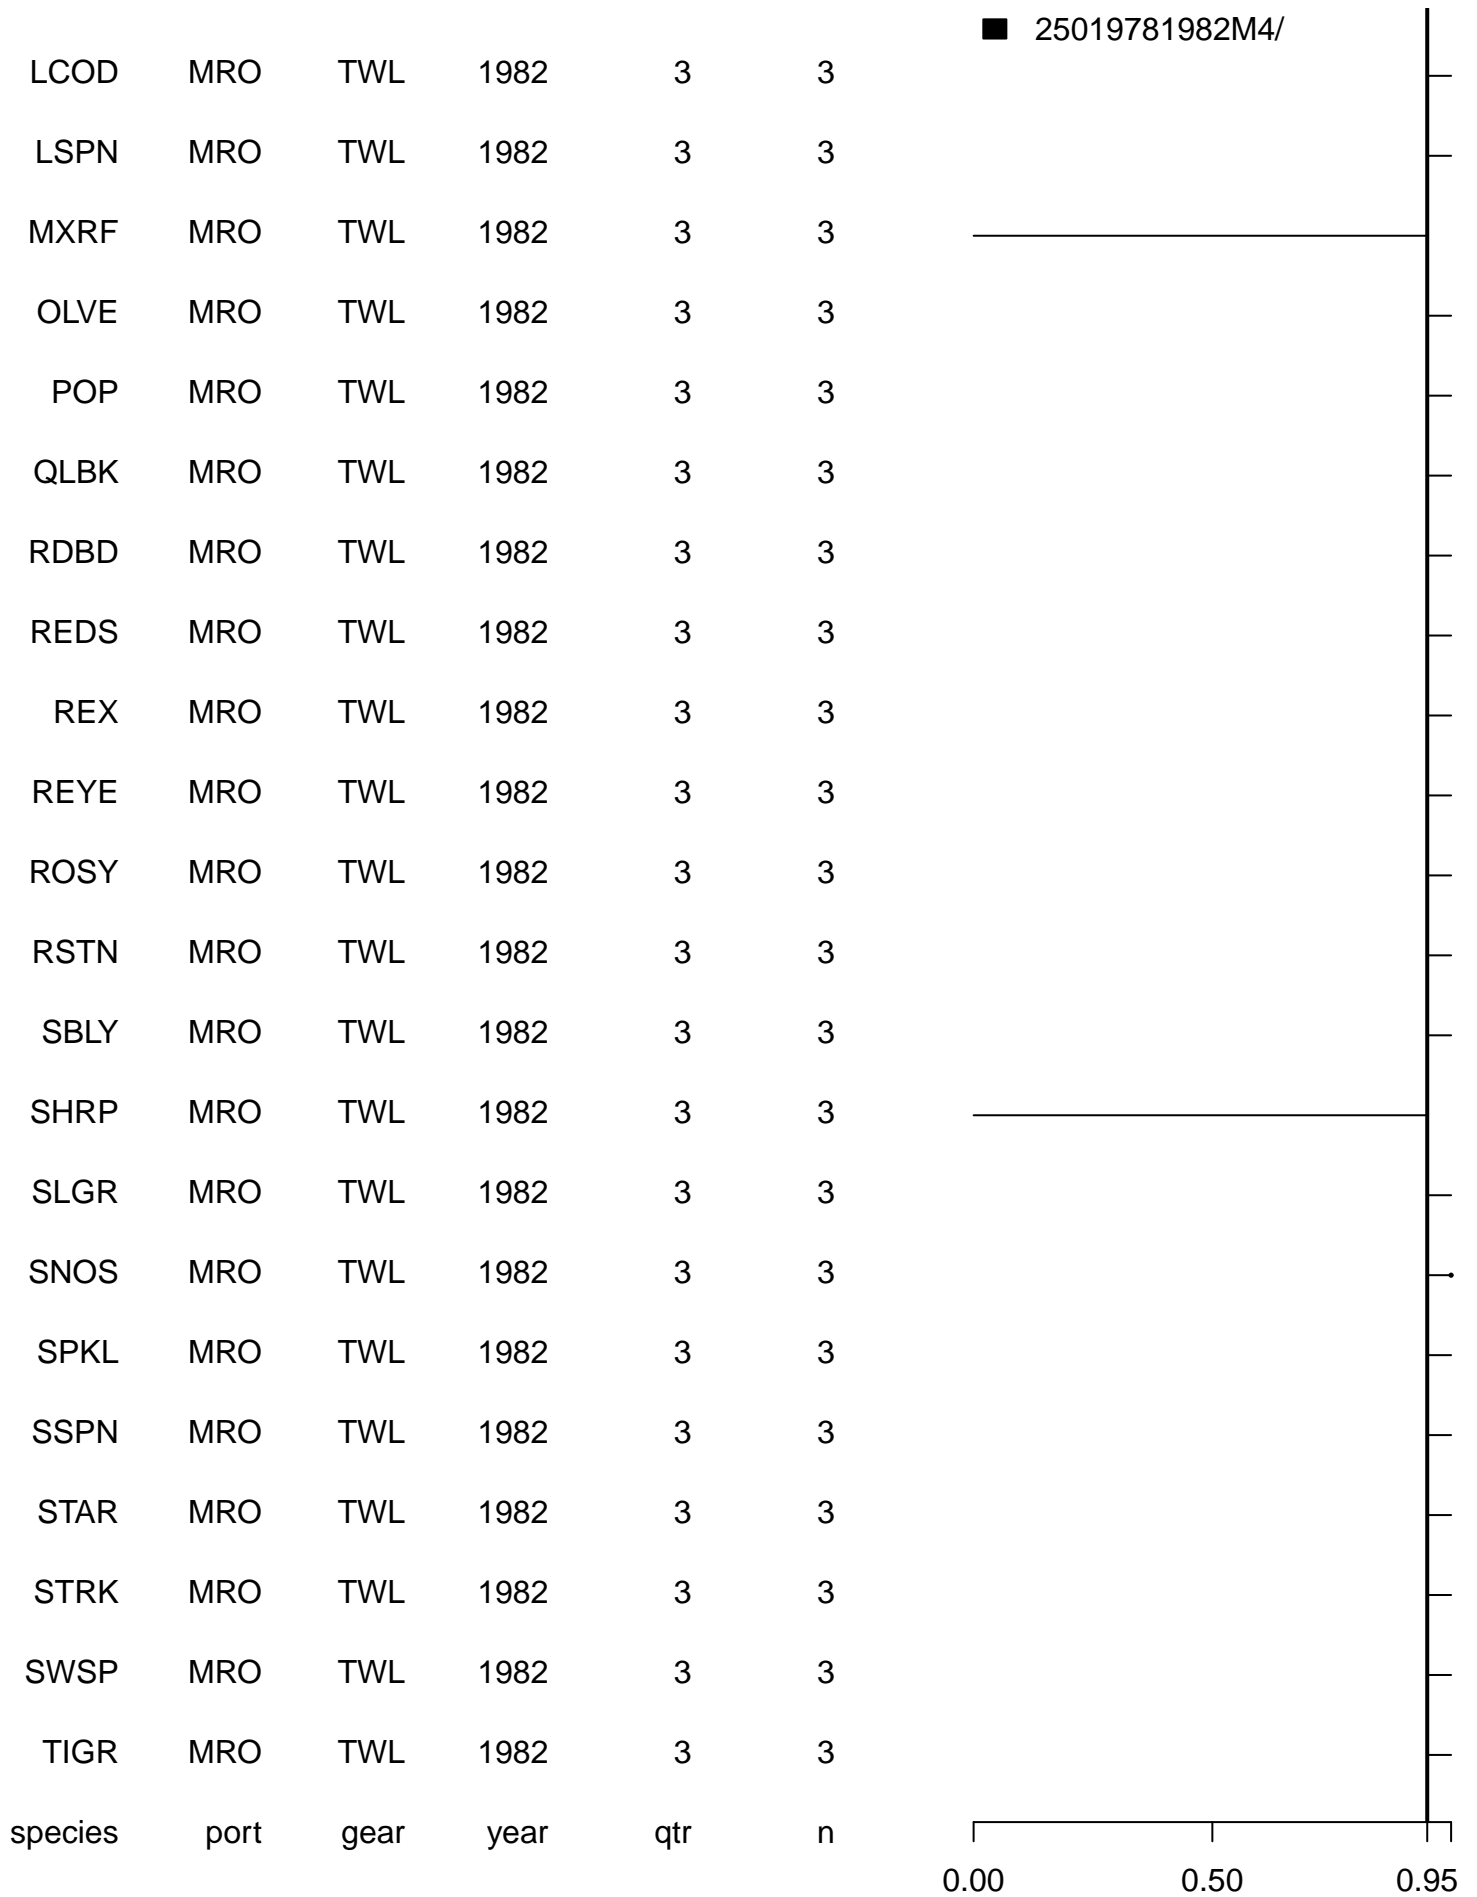 25019781982M4/
LCOD MRO TWL 1982 3 3
LSPN MRO TWL 1982 3 3
MXRF MRO TWL 1982 3 3
OLVE MRO TWL 1982 3 3
POP MRO TWL 1982 3 3
QLBK MRO TWL 1982 3 3
RDBD MRO TWL 1982 3 3
REDS MRO TWL 1982 3 3
REX MRO TWL 1982 3 3
REYE MRO TWL 1982 3 3
ROSY MRO TWL 1982 3 3
RSTN MRO TWL 1982 3 3
SBLY MRO TWL 1982 3 3
SHRP MRO TWL 1982 3 3
SLGR MRO TWL 1982 3 3
SNOS MRO TWL 1982 3 3
SPKL MRO TWL 1982 3 3
SSPN MRO TWL 1982 3 3
STAR MRO TWL 1982 3 3
STRK MRO TWL 1982 3 3
SWSP MRO TWL 1982 3 3
TIGR MRO TWL 1982 3 3
species port gear year qtr n
0.00 0.50 0.95